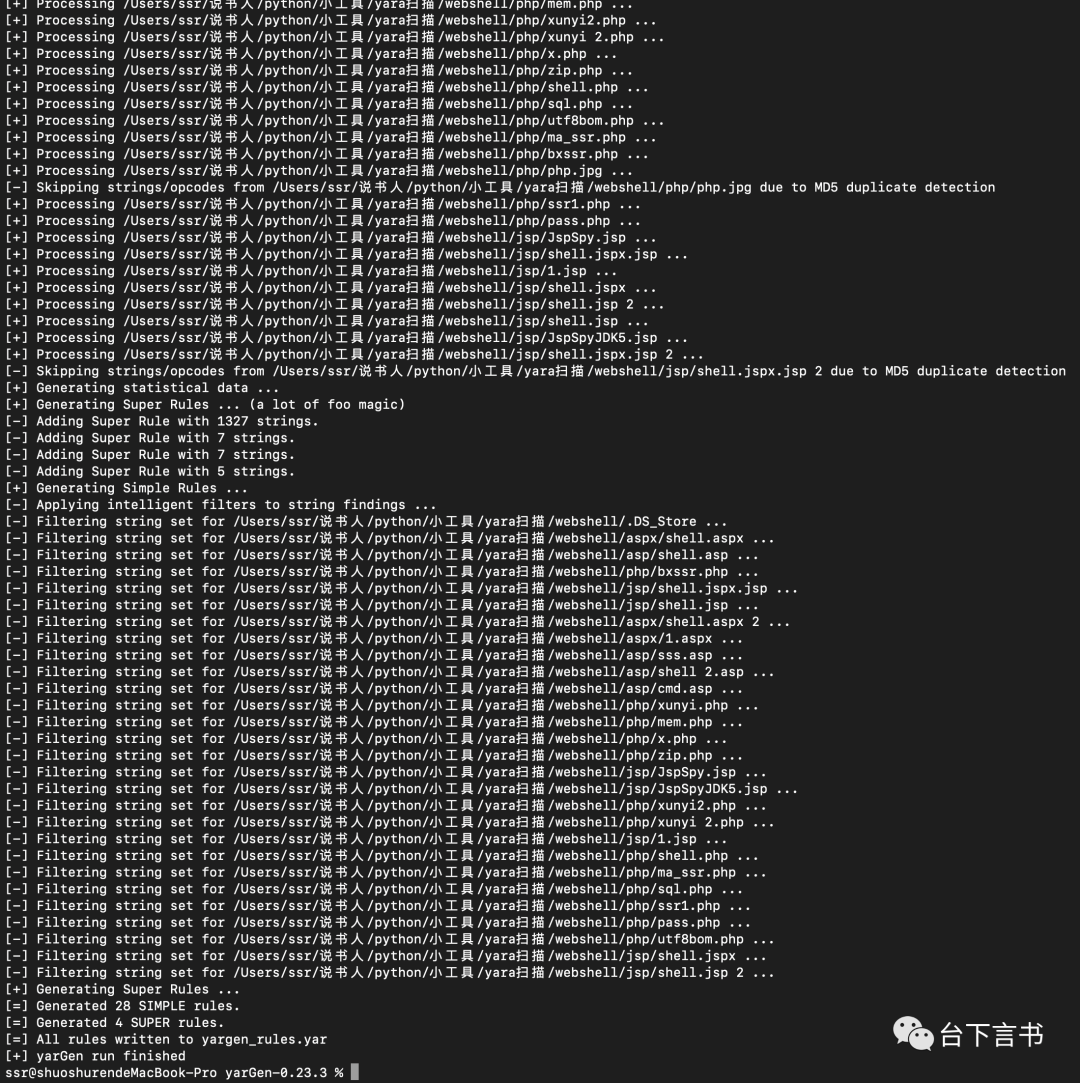 [+] Processing /Users/ssr/说书人/python/小工具/yara扫描/webshell/php/mem.php ...
[+] Processing /Users/ssr/说书人/python/小工具/yara扫描/webshell/php/xunyi2.php ...
[+] Processing /Users/ssr/说书人/python/小工具/yara扫描/webshell/php/xunyi 2.php ...
[+] Processing /Users/ssr/说书人/python/小工具/yara扫描/webshell/php/x.php ...
[+] Processing /Users/ssr/说书人/python/小工具/yara扫描/webshell/php/zip.php ...
[+] Processing /Users/ssr/说书人/python/小工具/yara扫描/webshell/php/shell.php ...
[+] Processing /Users/ssr/说书人/python/小工具/yara扫描/webshell/php/sql.php ...
[+] Processing /Users/ssr/说书人/python/小工具/yara扫描/webshell/php/utf8bom.php ...
[+] Processing /Users/ssr/说书人/python/小工具/yara扫描/webshell/php/ma_ssr.php ...
[+] Processing /Users/ssr/说书人/python/小工具/yara扫描/webshell/php/bxssr.php ...
[+] Processing /Users/ssr/说书人/python/小工具/yara扫描/webshell/php/php.jpg ...
[-] Skipping strings/opcodes from /Users/ssr/说书人/python/小工具/yara扫描/webshell/php/php.jpg due to MD5 duplicate detection
[+] Processing /Users/ssr/说书人/python/小工具/yara扫描/webshell/php/ssr1.php ...
[+] Processing /Users/ssr/说书人/python/小工具/yara扫描/webshell/php/pass.php ...
[+] Processing /Users/ssr/说书人/python/小工具/yara扫描/webshell/jsp/JspSpy.jsp ...
[+] Processing /Users/ssr/说书人/python/小工具/yara扫描/webshell/jsp/shell.jspx.jsp ...
[+] Processing /Users/ssr/说书人/python/小工具/yara扫描/webshell/jsp/1.jsp ...
[+] Processing /Users/ssr/说书人/python/小工具/yara扫描/webshell/jsp/shell.jspx ...
[+] Processing /Users/ssr/说书人/python/小工具/yara扫描/webshell/jsp/shell.jsp 2 ...
[+] Processing /Users/ssr/说书人/python/小工具/yara扫描/webshell/jsp/shell.jsp ...
[+] Processing /Users/ssr/说书人/python/小工具/yara扫描/webshell/jsp/JspSpyJDK5.jsp ...
[+] Processing /Users/ssr/说书人/python/小工具/yara扫描/webshell/jsp/shell.jspx.jsp 2 ...
[-] Skipping strings/opcodes from /Users/ssr/说书人/python/小工具/yara扫描/webshell/jsp/shell.jspx.jsp 2 due to MD5 duplicate detection
[+] Generating statistical data ...
[+] Generating Super Rules ... (a lot of foo magic)
[-] Adding Super Rule with 1327 strings.
[-] Adding Super Rule with 7 strings.
[-] Adding Super Rule with 7 strings.
[-] Adding Super Rule with 5 strings.
[+] Generating Simple Rules ...
[-] Applying intelligent filters to string findings ...
[-] Filtering string set for /Users/ssr/说书人/python/小工具/yara扫描/webshell/.DS_Store ...
[-] Filtering string set for /Users/ssr/说书人/python/小工具/yara扫描/webshell/aspx/shell.aspx ...
[-] Filtering string set for /Users/ssr/说书人/python/小工具/yara扫描/webshell/asp/shell.asp ...
[-] Filtering string set for /Users/ssr/说书人/python/小工具/yara扫描/webshell/php/bxssr.php ...
[-] Filtering string set for /Users/ssr/说书人/python/小工具/yara扫描/webshell/jsp/shell.jspx.jsp ...
[-] Filtering string set for /Users/ssr/说书人/python/小工具/yara扫描/webshell/jsp/shell.jsp ...
[-] Filtering string set for /Users/ssr/说书人/python/小工具/yara扫描/webshell/aspx/shell.aspx 2 ...
[-] Filtering string set for /Users/ssr/说书人/python/小工具/yara扫描/webshell/aspx/1.aspx ...
[-] Filtering string set for /Users/ssr/说书人/python/小工具/yara扫描/webshell/asp/sss.asp ...
[-] Filtering string set for /Users/ssr/说书人/python/小工具/yara扫描/webshell/asp/shell 2.asp ...
[-] Filtering string set for /Users/ssr/说书人/python/小工具/yara扫描/webshell/asp/cmd.asp ...
[-] Filtering string set for /Users/ssr/说书人/python/小工具/yara扫描/webshell/php/xunyi.php ...
[-] Filtering string set for /Users/ssr/说书人/python/小工具/yara扫描/webshell/php/mem.php ...
[-] Filtering string set for /Users/ssr/说书人/python/小工具/yara扫描/webshell/php/x.php ...
[-] Filtering string set for /Users/ssr/说书人/python/小工具/yara扫描/webshell/php/zip.php ...
[-] Filtering string set for /Users/ssr/说书人/python/小工具/yara扫描/webshell/jsp/JspSpy.jsp ...
[-] Filtering string set for /Users/ssr/说书人/python/小工具/yara扫描/webshell/jsp/JspSpyJDK5.jsp ...
[-] Filtering string set for /Users/ssr/说书人/python/小工具/yara扫描/webshell/php/xunyi2.php ...
[-] Filtering string set for /Users/ssr/说书人/python/小工具/yara扫描/webshell/php/xunyi 2.php ...
[-] Filtering string set for /Users/ssr/说书人/python/小工具/yara扫描/webshell/jsp/1.jsp ...
[-] Filtering string set for /Users/ssr/说书人/python/小工具/yara扫描/webshell/php/shell.php ...
[-] Filtering string set for /Users/ssr/说书人/python/小工具/yara扫描/webshell/php/ma_ssr.php ...
[-] Filtering string set for /Users/ssr/说书人/python/小工具/yara扫描/webshell/php/sql.php ...
[-] Filtering string set for /Users/ssr/说书人/python/小工具/yara扫描/webshell/php/ssr1.php ...
[-] Filtering string set for /Users/ssr/说书人/python/小工具/yara扫描/webshell/php/pass.php ...
[-] Filtering string set for /Users/ssr/说书人/python/小工具/yara扫描/webshell/php/utf8bom.php ...
[-] Filtering string set for /Users/ssr/说书人/python/小工具/yara扫描/webshell/jsp/shell.jspx ...
[-] Filtering string set for /Users/ssr/说书人/python/小工具/yara扫描/webshell/jsp/shell.jsp 2 ...
[+] Generating Super Rules ...
[=] Generated 28 SIMPLE rules.
[=] Generated 4 SUPER rules.
[=] All rules written to yargen_rules.yar
[+] yarGen run finished
ssr@shuoshurendeMacBook-Pro yarGen-0.23.3 %
台下言书